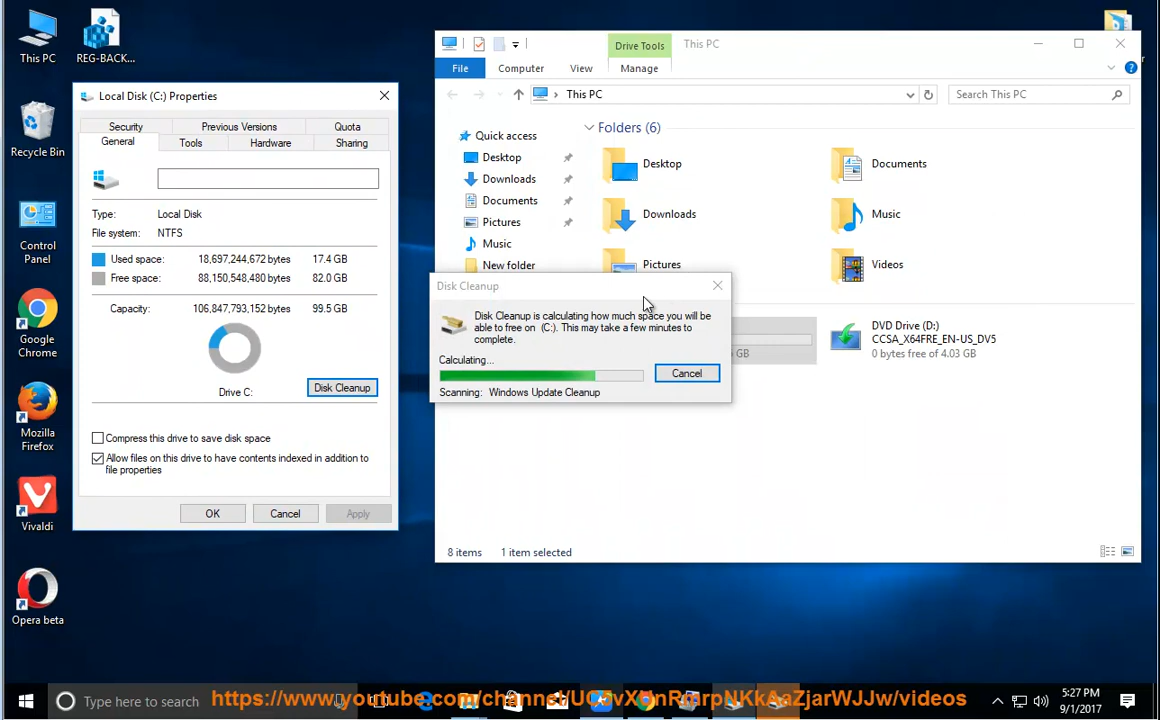 This PC
REG-BACK...
Recycle Bin
Control
Panel
Google
Chrome
Mozilla
Firefox
Vivaldi
Opera beta
Local Disk (C:) Properties
Security
Previous Versions
Quota
General
Tools
Hardware
Sharing
Type:
Local Disk
File system:
NTFS
Used space:
18,697,244,672 bytes
17.4 GB
Free space:
88,150,548,480 bytes
82.0 GB
Capacity:
106,847,793,152 bytes
99.5 GB
Drive C:
Disk Cleanup
Compress this drive to save disk space
Allow files on this drive to have contents indexed in addition to
file properties
OK
Cancel
Apply
Drive Tools
This PC
File
Computer
View
Manage
This PC
Search This PC
Quick access
Desktop
Downloads
Documents
Pictures
Music
New folder
Folders (6)
Desktop
Documents
Downloads
Music
Pictures
Videos
GB
DVD Drive (D:)
CCSA_X64FRE_EN-US_DV5
0 bytes free of 4.03 GB
8 items
1 item selected
Disk Cleanup
Disk Cleanup is calculating how much space you will be
able to free on (C:). This may take a few minutes to
complete.
Calculating...
Cancel
Scanning: Windows Update Cleanup
Type here to search
5:27 PM
9/1/2017